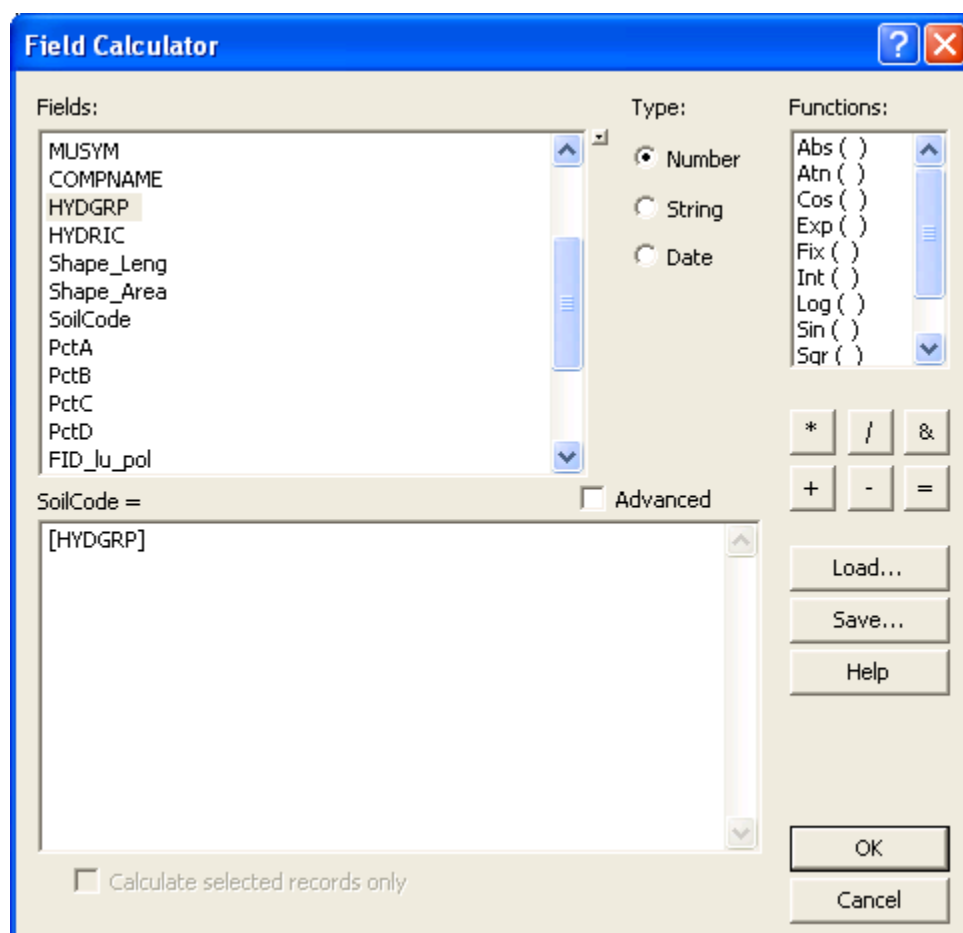 Field Calculator
Fields:
MUSYM
COMPNAME
HYDGRP
HYDRIC
Shape_Leng
Shape_Area
SoilCode
PctA
PctB
PctC
PctD
FID_lu_pol
Type:
Number
String
Date
Functions:
Abs ( )
Atn ( )
Cos ( )
Exp ( )
Fix ( )
Int ( )
Log ( )
Sin ( )
Sqr ( )
* / &
+ - =
SoilCode =
Advanced
[HYDGRP]
Load...
Save...
Help
Calculate selected records only
OK
Cancel